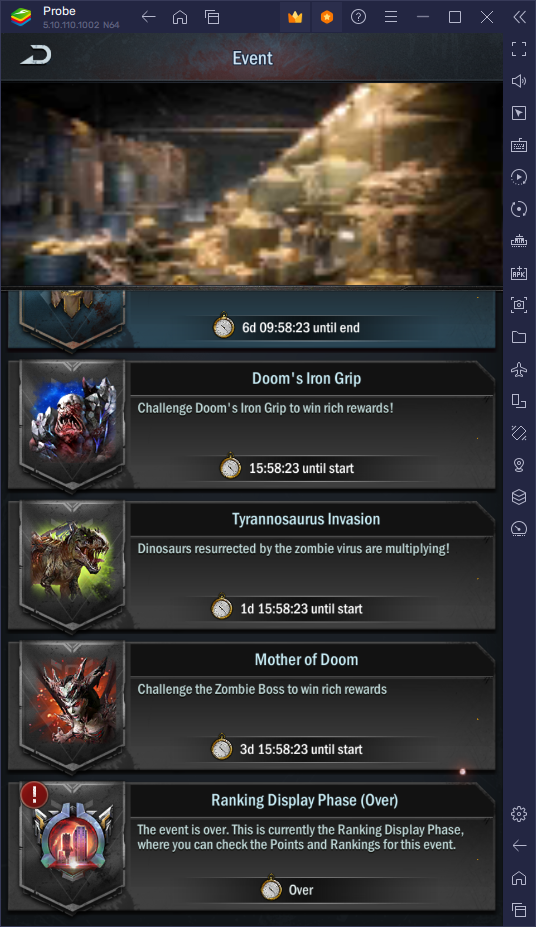 Probe
5.10.110.1002 N64
Event
6d 09:58:23 until end
Doom's Iron Grip
Challenge Doom's Iron Grip to win rich rewards!
15:58:23 until start
Tyrannosaurus Invasion
Dinosaurs resurrected by the zombie virus are multiplying!
1d 15:58:23 until start
Mother of Doom
Challenge the Zombie Boss to win rich rewards
3d 15:58:23 until start
!
Ranking Display Phase (Over)
The event is over. This is currently the Ranking Display Phase,
where you can check the Points and Rankings for this event.
Over
RPK